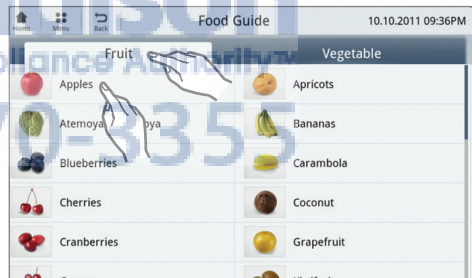 Home Menu Back Food Guide 10.10.2011 09:36PM
Fruit Vegetable
Apples Apricots
Atemoya Bananas
Blueberries Carambola
Cherries Coconut
Cranberries Grapefruit